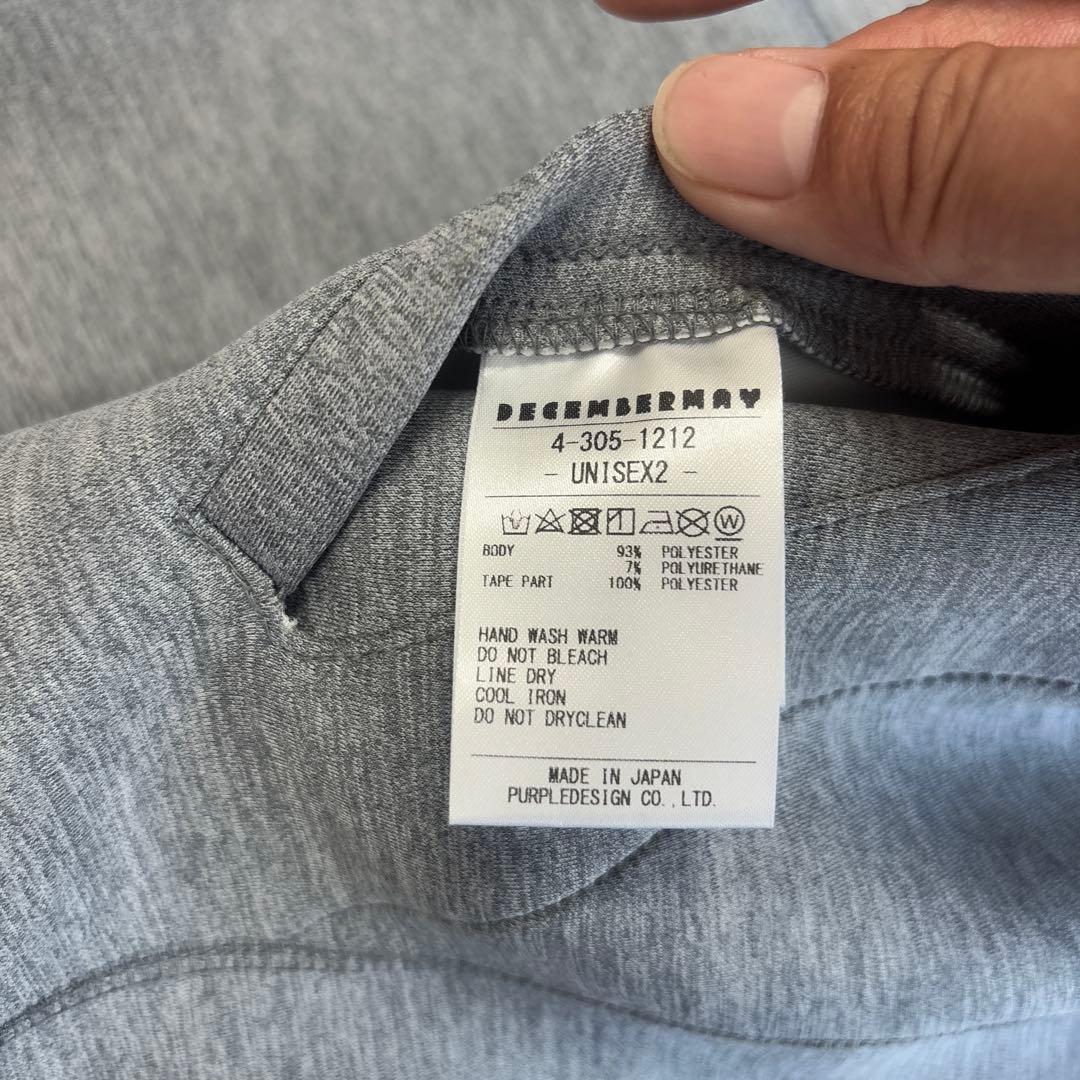 DECEMBERMAY
4-305-1212
- UNISEX2 -
W
BODY 93% POLYESTER
7% POLYURETHANE
TAPE PART 100% POLYESTER
HAND WASH WARM
DO NOT BLEACH
LINE DRY
COOL IRON
DO NOT DRYCLEAN
MADE IN JAPAN
PURPLEDESIGN CO.,LTD.